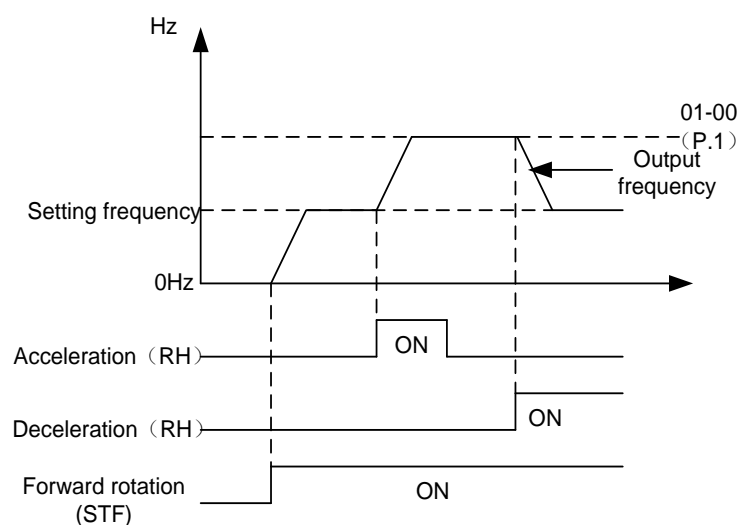 Hz
01-00
（P.1）
Output
frequency
Setting frequency
0Hz
Acceleration（RH）
ON
Deceleration（RH）
ON
Forward rotation
(STF)
ON